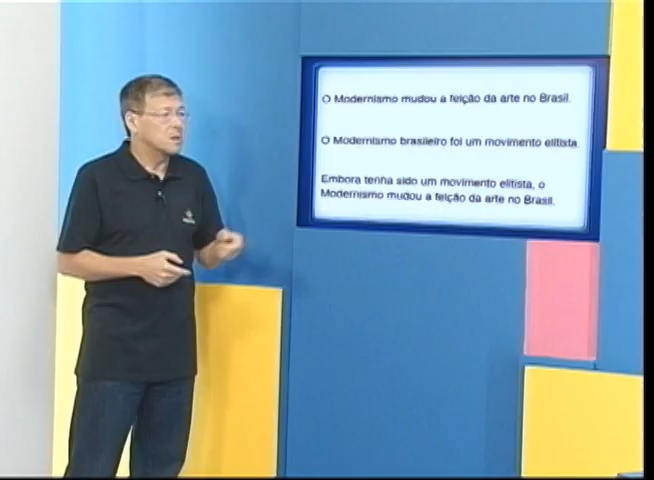 O Modernismo mudou a feição da arte no Brasil.
O Modernismo brasileiro foi um movimento elitista.
Embora tenha sido um movimento elitista, o
Modernismo mudou a feição da arte no Brasil.